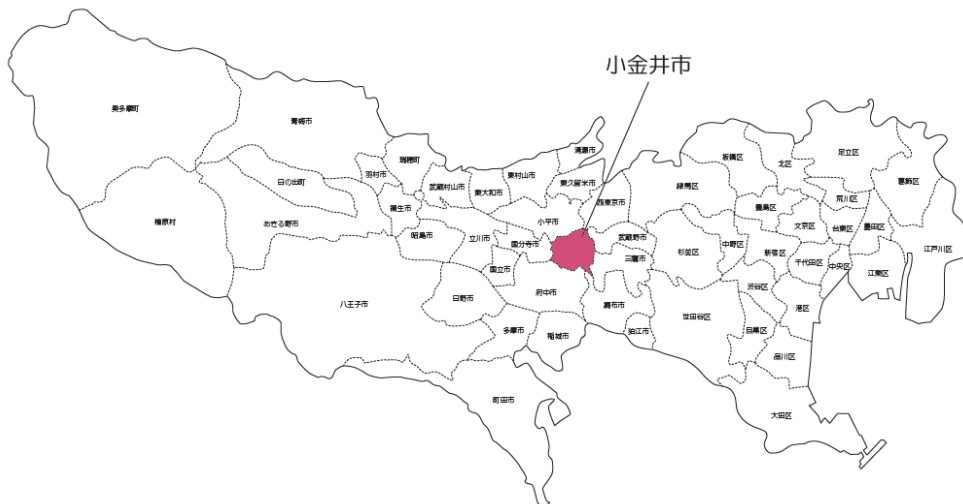 小金井市
奥多摩町
青梅市
瑞穂町
羽村市
日の出町
檜原村
あきる野市
福生市
武蔵村山市
東大和市
東村山市
清瀬市
東久留米市
西東京市
小平市
昭島市
立川市
国分寺市
国立市
武蔵野市
三鷹市
八王子市
日野市
府中市
調布市
狛江市
多摩市
稲城市
町田市
板橋区
北区
足立区
葛飾区
練馬区
豊島区
荒川区
文京区
台東区
墨田区
江戸川区
杉並区
中野区
新宿区
千代田区
中央区
江東区
渋谷区
港区
世田谷区
目黒区
品川区
大田区